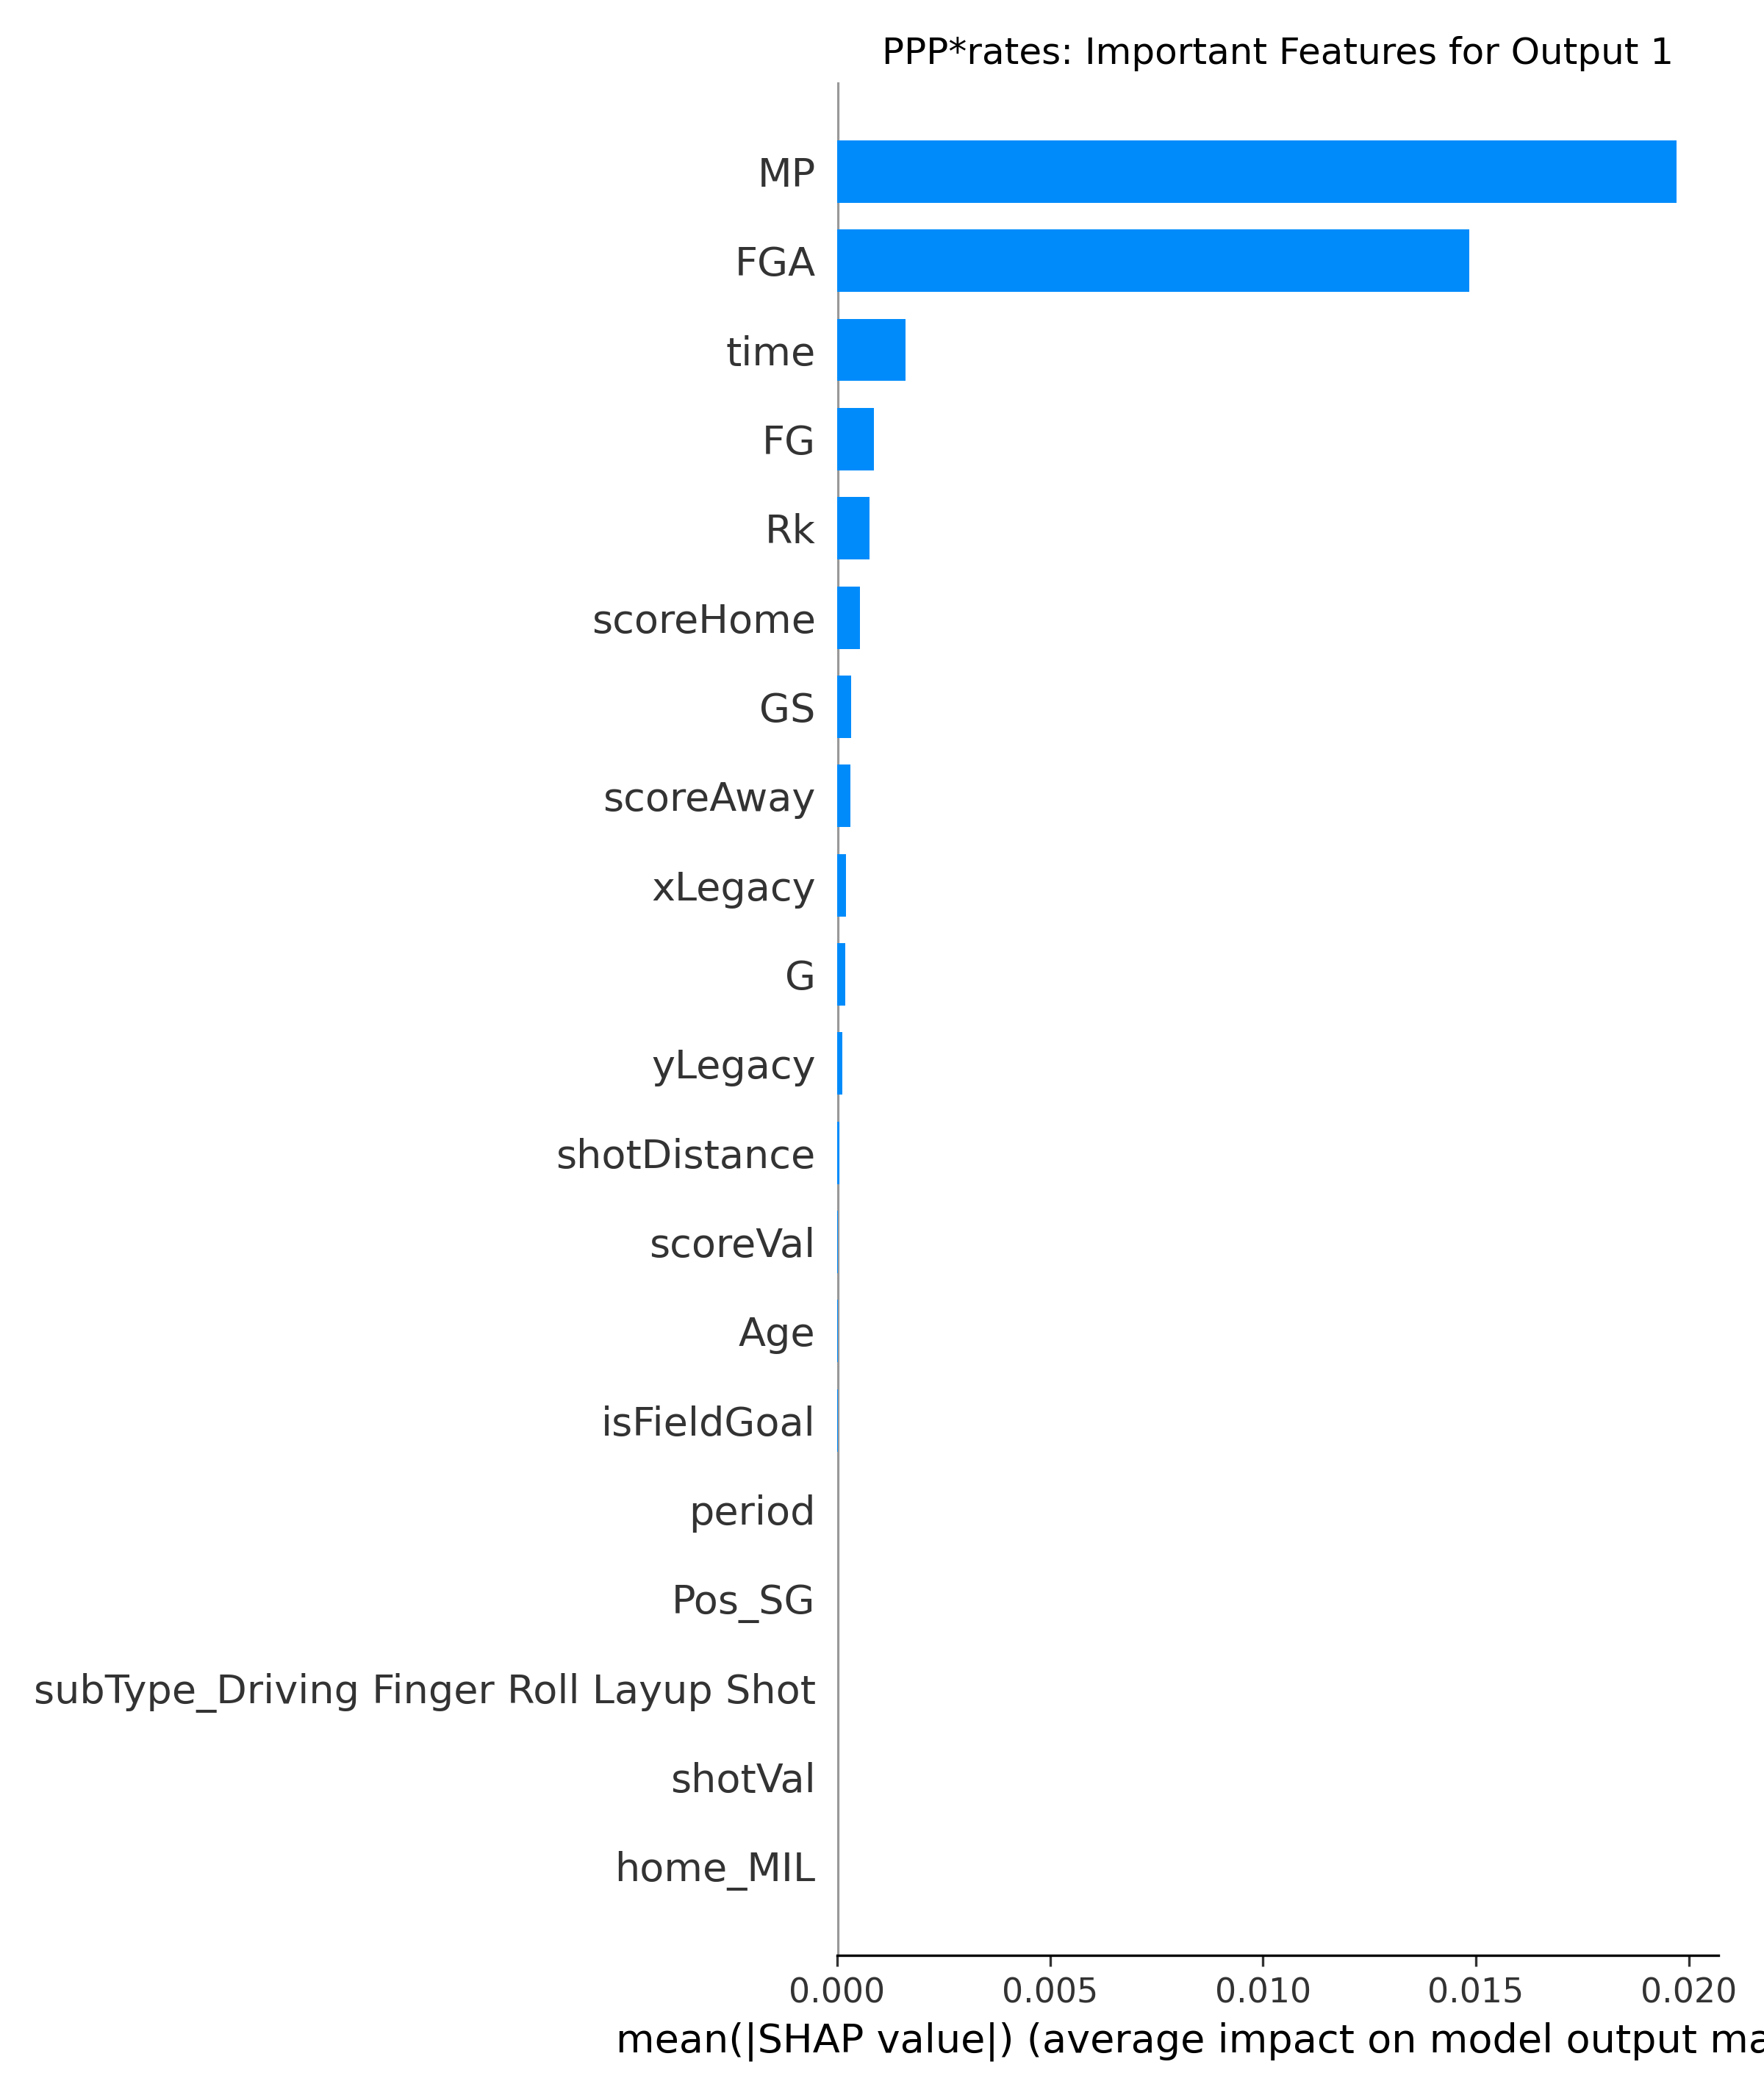 PPP*rates: Important Features for Output 1
MP
FGA
time
FG
Rk
scoreHome
GS
scoreAway
xLegacy
G
yLegacy
shotDistance
scoreVal
Age
isFieldGoal
period
Pos_SG
subType_Driving Finger Roll Layup Shot
shotVal
home_MIL
0.000 0.005 0.010 0.015 0.020
mean(|SHAP value|) (average impact on model output ma